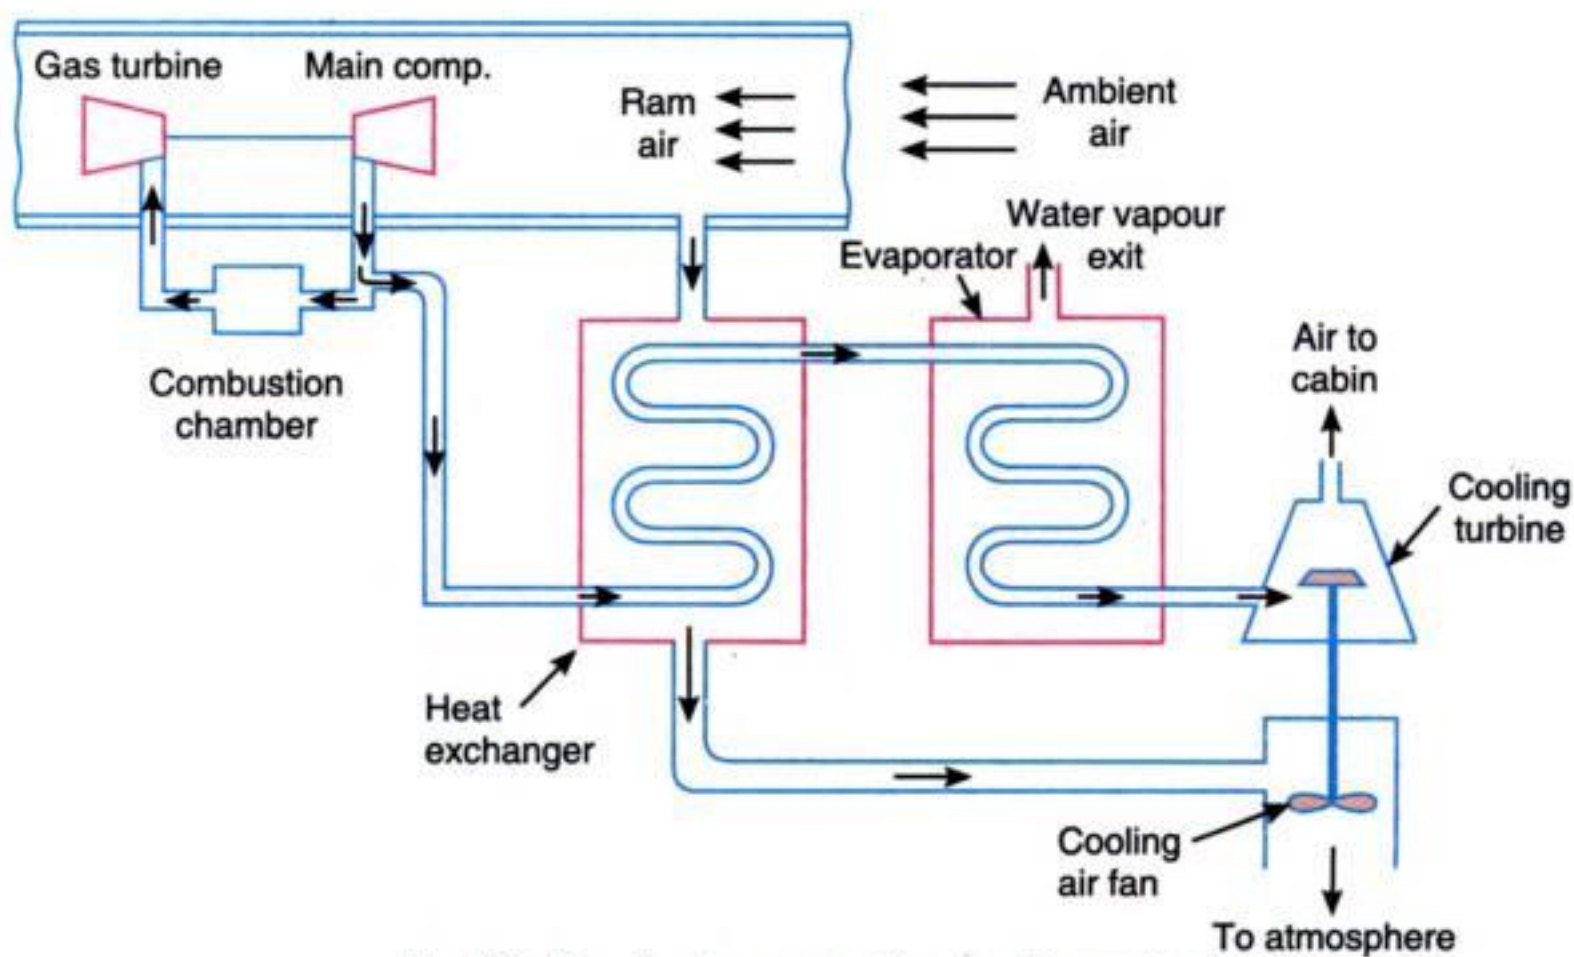 Gas turbine
Main comp.
Ram
air
Ambient
air
Water vapour
exit
Evaporator
Combustion
chamber
Air to
cabin
Cooling
turbine
Heat
exchanger
Cooling
air fan
To atmosphere